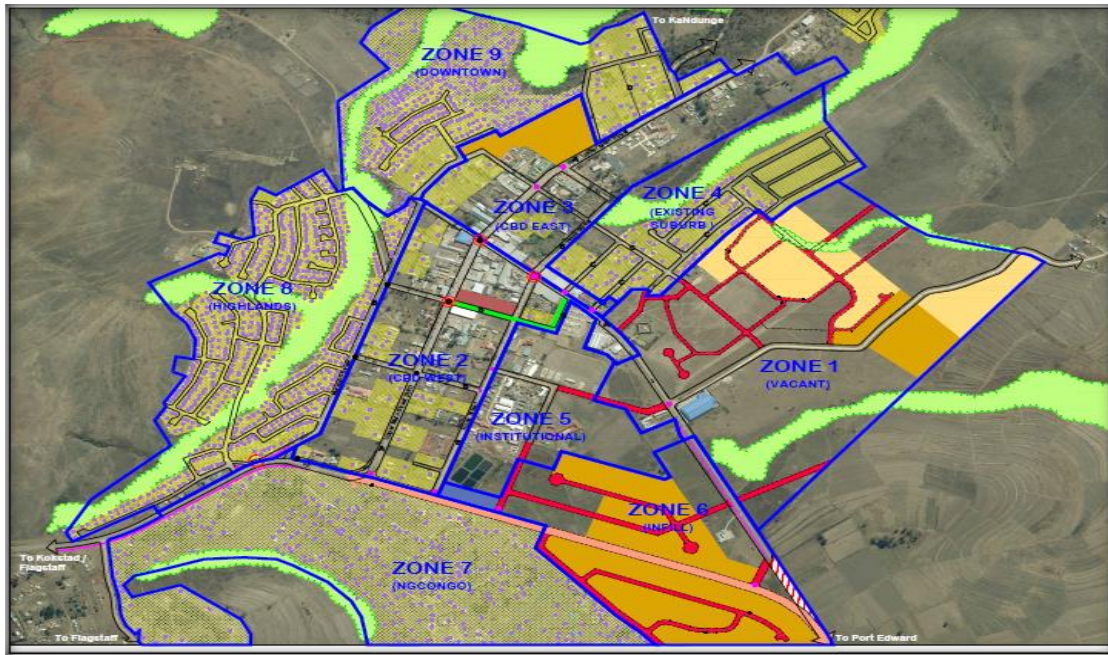 To KaNdunge
ZONE 9
(DOWNTOWN)
ZONE 4
(EXISTING
SUBURB)
ZONE 3
(CBD EAST)
ZONE 8
(HIGHLANDS)
ZONE 2
(CBD WEST)
ZONE 1
(VACANT)
ZONE 5
(INSTITUTIONAL)
ZONE 6
(INFILL)
To Kokstad /
Flagstaff
ZONE 7
(NGCONGO)
To Flagstaff
To Port Edward